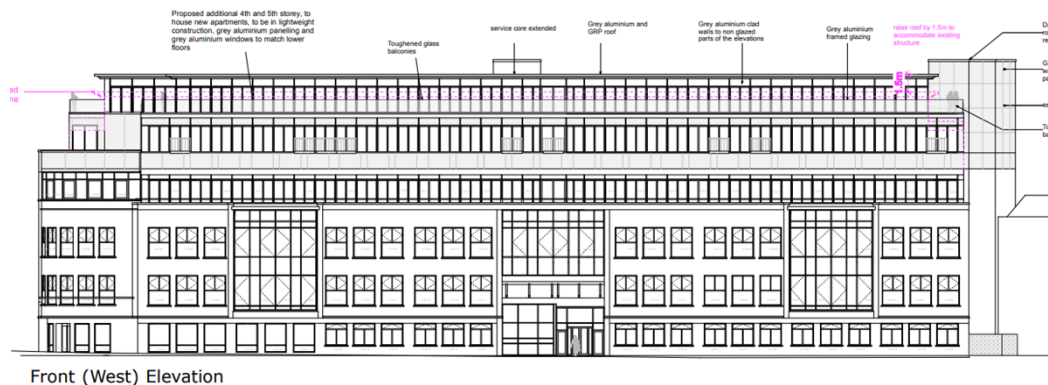 Proposed additional 4th and 5th storey, to
house new apartments, to be in lightweight
construction, grey aluminium panelling and
grey aluminium windows to match lower
floors
Toughened glass
balconies
service core extended
Grey aluminium and
GRP roof
Grey aluminium clad
walls to non glazed
parts of the elevations
Grey aluminium
framed glazing
raise roof by 1.5m to
accommodate existing
structure
1.5m
ed
ne
Front (West) Elevation